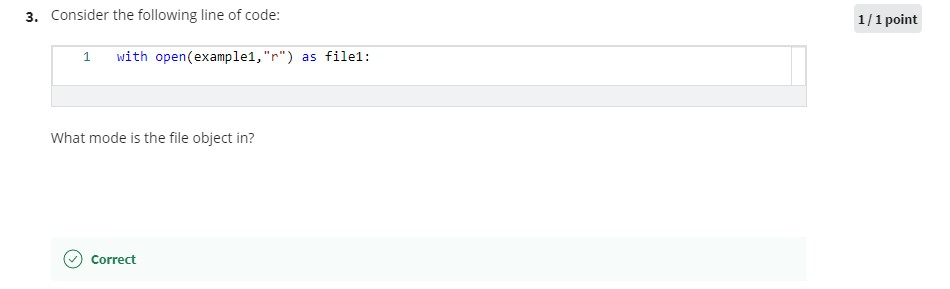 3. Consider the following line of code:
1/1 point
1 with open(example1,"r") as file1:
What mode is the file object in?
Correct